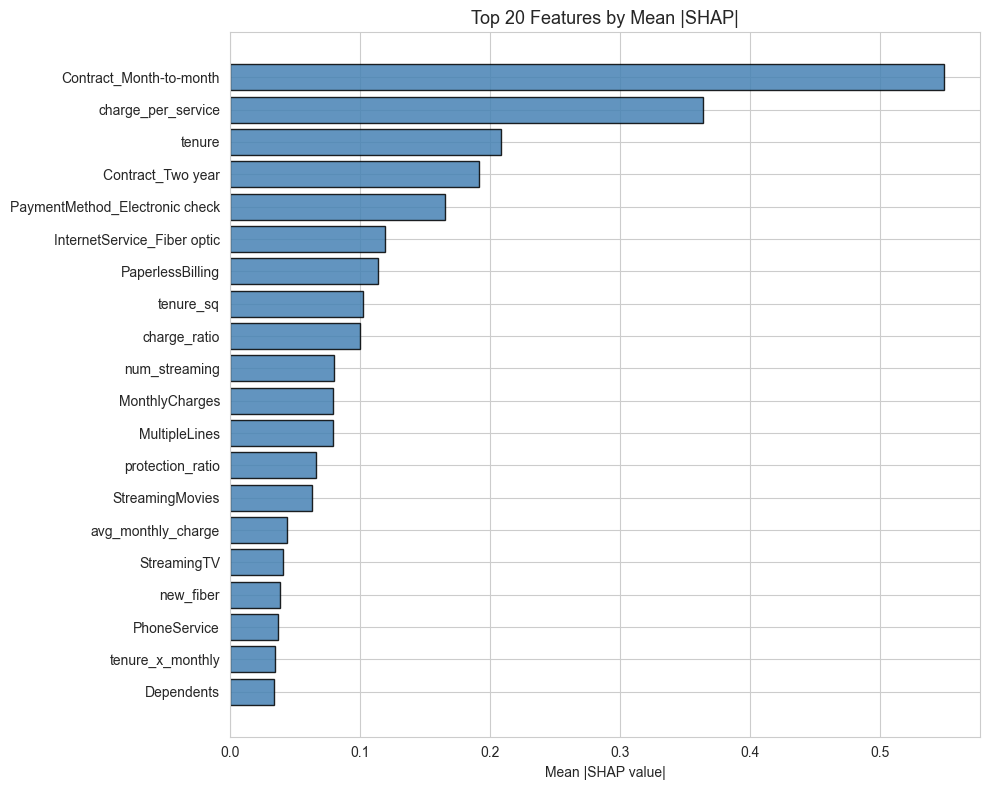 Top 20 Features by Mean |SHAP|
Contract_Month-to-month
charge_per_service
tenure
Contract_Two year
PaymentMethod_Electronic check
InternetService_Fiber optic
PaperlessBilling
tenure_sq
charge_ratio
num_streaming
MonthlyCharges
MultipleLines
protection_ratio
StreamingMovies
avg_monthly_charge
StreamingTV
new_fiber
PhoneService
tenure_x_monthly
Dependents
0.0 0.1 0.2 0.3 0.4 0.5
Mean |SHAP value|